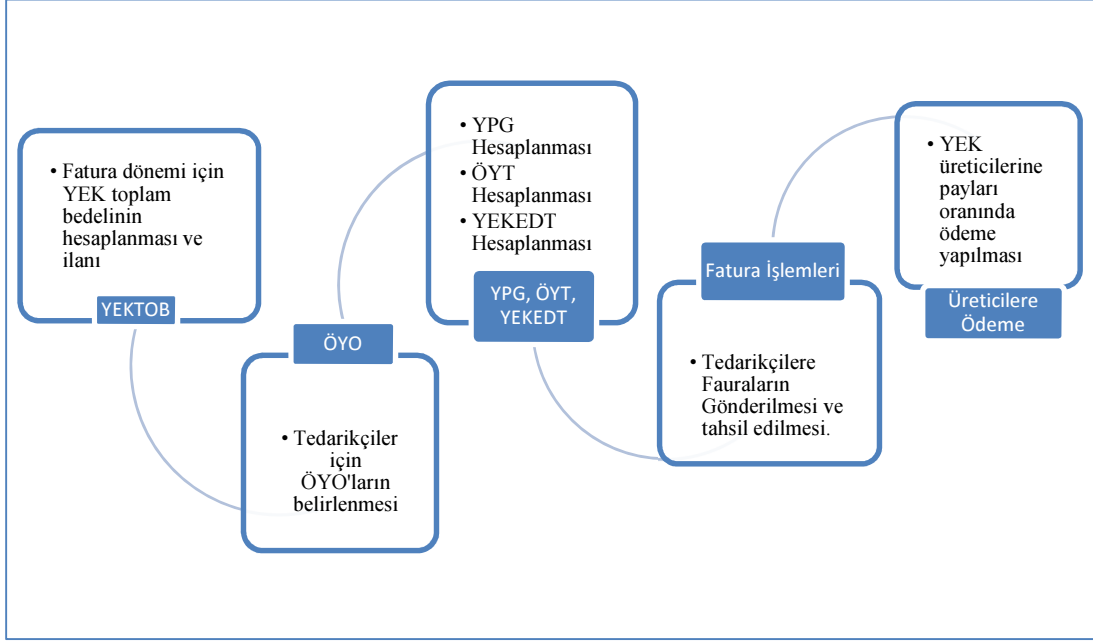 • Fatura dönemi için
YEK toplam
bedelinin
hesaplanması ve
ilanı
YEKTOB
ÖYO
• Tedarikçiler
için
ÖYO'ların
belirlenmesi
• YPG
Hesaplanması
• ÖYT
Hesaplanması
• YEKEDT
Hesaplanması
YPG, ÖYT,
YEKEDT
Fatura İşlemleri
• Tedarikçilere
Fauraların
Gönderilmesi ve
tahsil edilmesi.
• YEK
üreticilerine
payları
oranında
ödeme
yapılması
Üreticilere
Ödeme